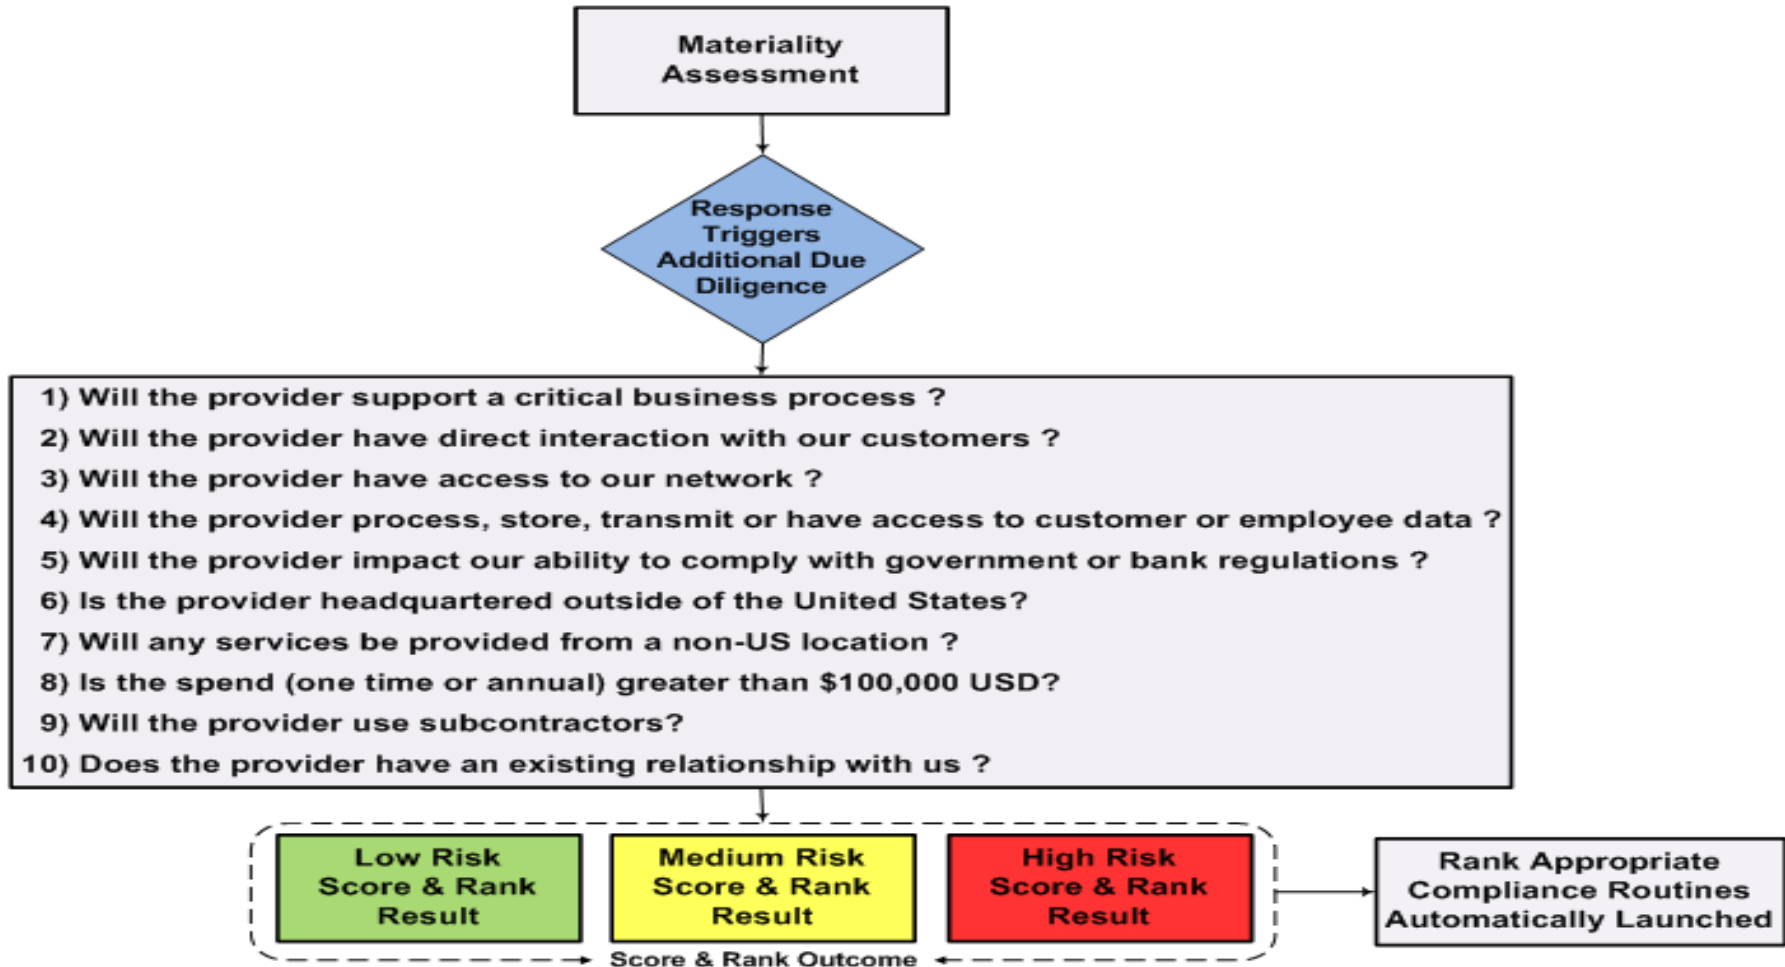 Materiality
Assessment
Response
Triggers
Additional Due
Diligence
1) Will the provider support a critical business process ?
2) Will the provider have direct interaction with our customers ?
3) Will the provider have access to our network ?
4) Will the provider process, store, transmit or have access to customer or employee data ?
5) Will the provider impact our ability to comply with government or bank regulations ?
6) Is the provider headquartered outside of the United States?
7) Will any services be provided from a non-US location ?
8) Is the spend (one time or annual) greater than $100,000 USD?
9) Will the provider use subcontractors?
10) Does the provider have an existing relationship with us ?
Low Risk
Score & Rank
Result
Medium Risk
Score & Rank
Result
High Risk
Score & Rank
Result
Rank Appropriate
Compliance Routines
Automatically Launched
Score & Rank Outcome